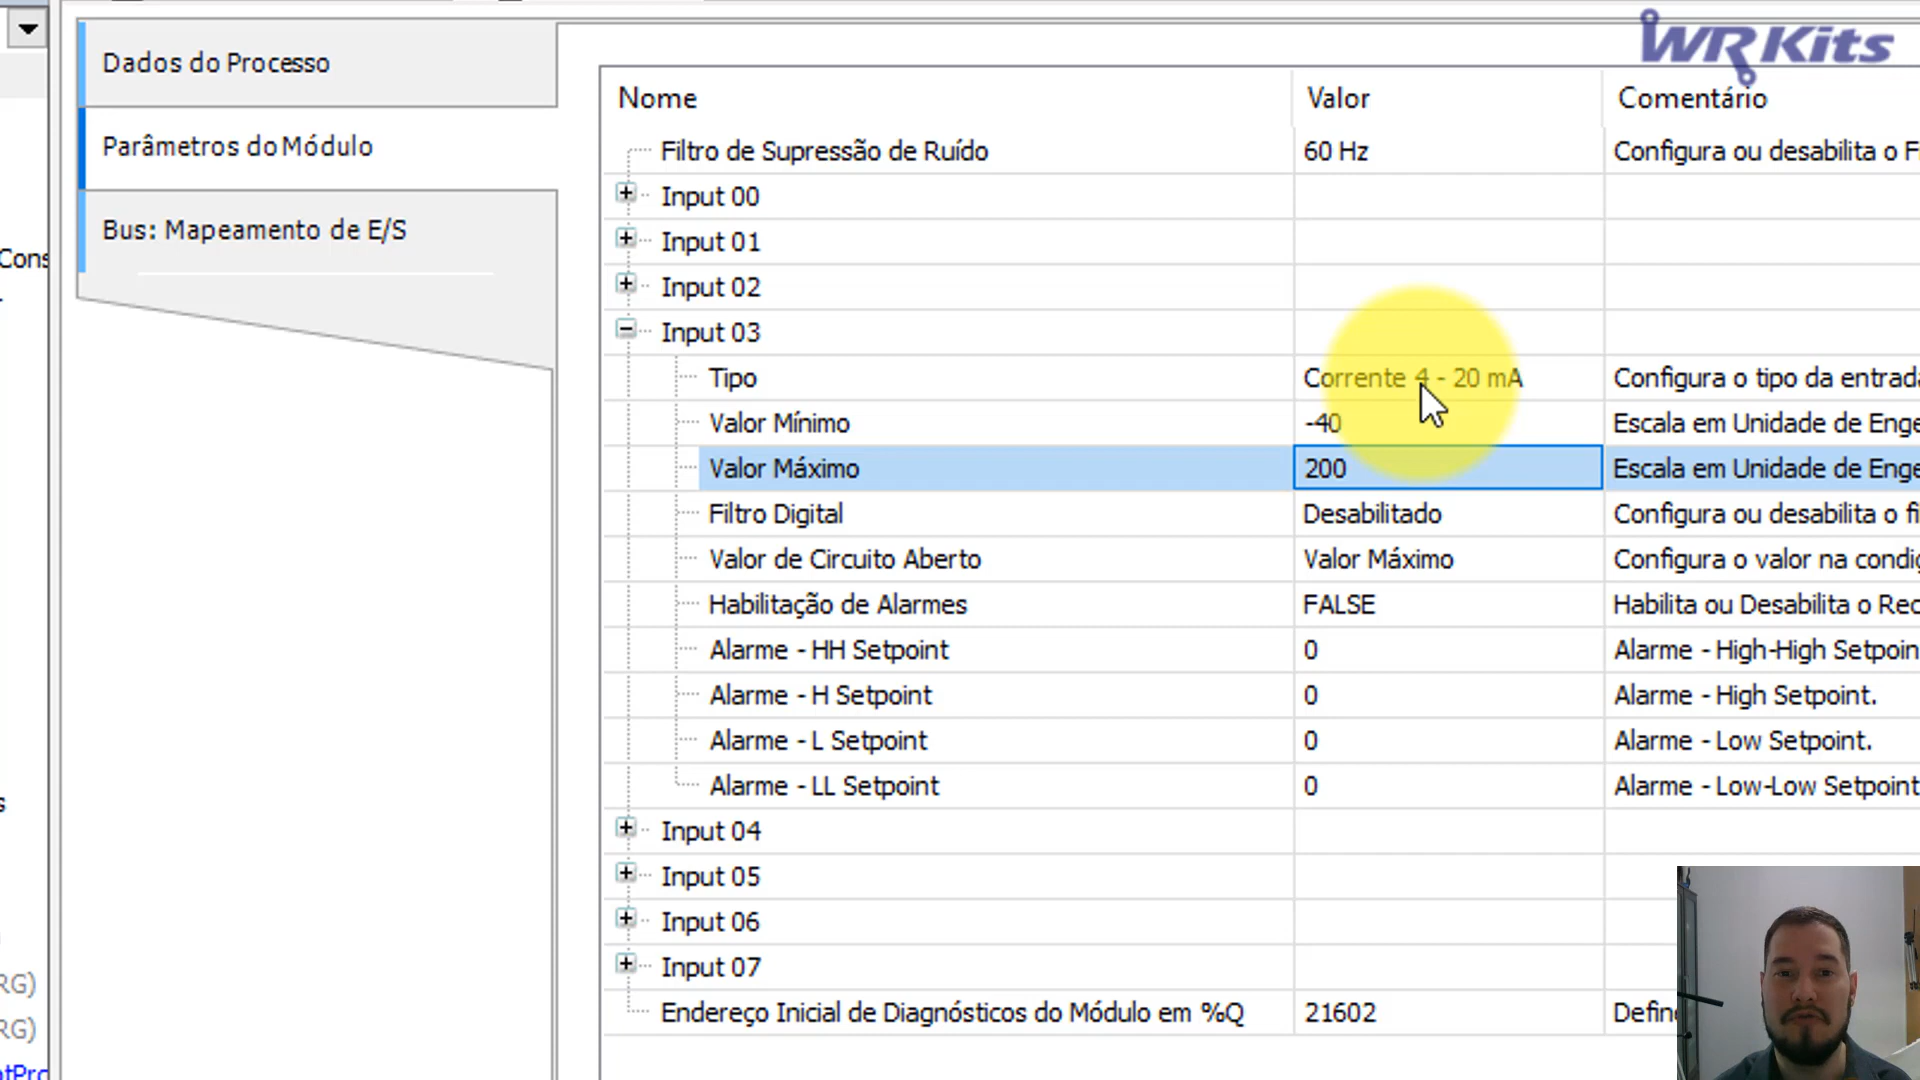 WR Kits
Dados do Processo
Parâmetros do Módulo
Bus: Mapeamento de E/S
Cons
RG)
RG)
ntPro
Nome Valor Comentário
Filtro de Supressão de Ruído 60 Hz Configura ou desabilita o Fi
Input 00
Input 01
Input 02
Input 03
Tipo Corrente 4 - 20 mA Configura o tipo da entrada
Valor Mínimo -40 Escala em Unidade de Enge
Valor Máximo 200 Escala em Unidade de Enge
Filtro Digital Desabilitado Configura ou desabilita o fi
Valor de Circuito Aberto Valor Máximo Configura o valor na condiç
Habilitação de Alarmes FALSE Habilita ou Desabilita o Rec
Alarme - HH Setpoint 0 Alarme - High-High Setpoin
Alarme - H Setpoint 0 Alarme - High Setpoint.
Alarme - L Setpoint 0 Alarme - Low Setpoint.
Alarme - LL Setpoint 0 Alarme - Low-Low Setpoint
Input 04
Input 05
Input 06
Input 07
Endereço Inicial de Diagnósticos do Módulo em %Q 21602 Define